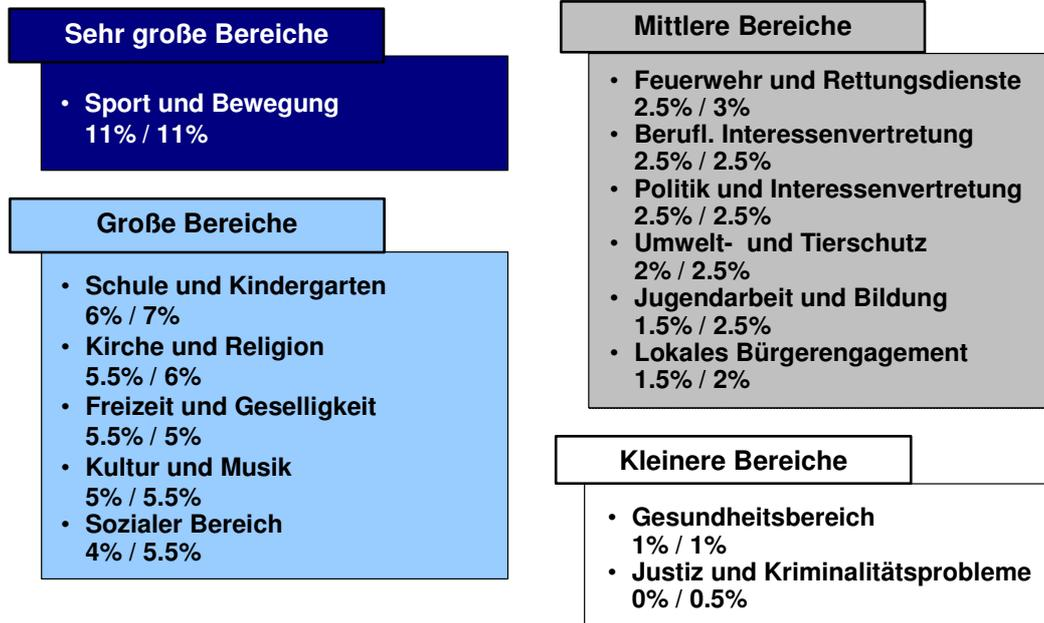 Sehr große Bereiche
• Sport und Bewegung
11% / 11%
Große Bereiche
• Schule und Kindergarten
6% / 7%
• Kirche und Religion
5.5% / 6%
• Freizeit und Geselligkeit
5.5% / 5%
• Kultur und Musik
5% / 5.5%
• Sozialer Bereich
4% / 5.5%
Mittlere Bereiche
• Feuerwehr und Rettungsdienste
2.5% / 3%
• Berufl. Interessenvertretung
2.5% / 2.5%
• Politik und Interessenvertretung
2.5% / 2.5%
• Umwelt- und Tierschutz
2% / 2.5%
• Jugendarbeit und Bildung
1.5% / 2.5%
• Lokales Bürgerengagement
1.5% / 2%
Kleinere Bereiche
• Gesundheitsbereich
1% / 1%
• Justiz und Kriminalitätsprobleme
0% / 0.5%